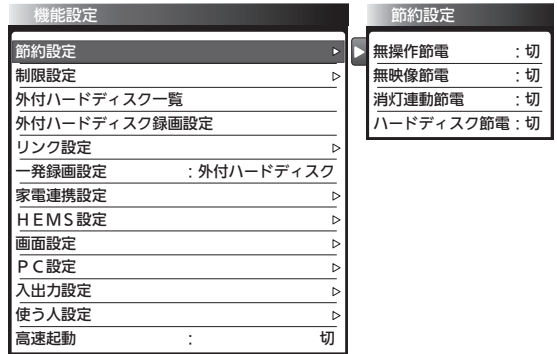 機能設定
節約設定
制限設定
外付ハードディスク一覧
外付ハードディスク録画設定
リンク設定
一発録画設定 : 外付ハードディスク
家電連携設定
ＨＥＭＳ設定
画面設定
ＰＣ設定
入出力設定
使う人設定
高速起動 : 切
節約設定
無操作節電 : 切
無映像節電 : 切
消灯連動節電 : 切
ハードディスク節電 : 切